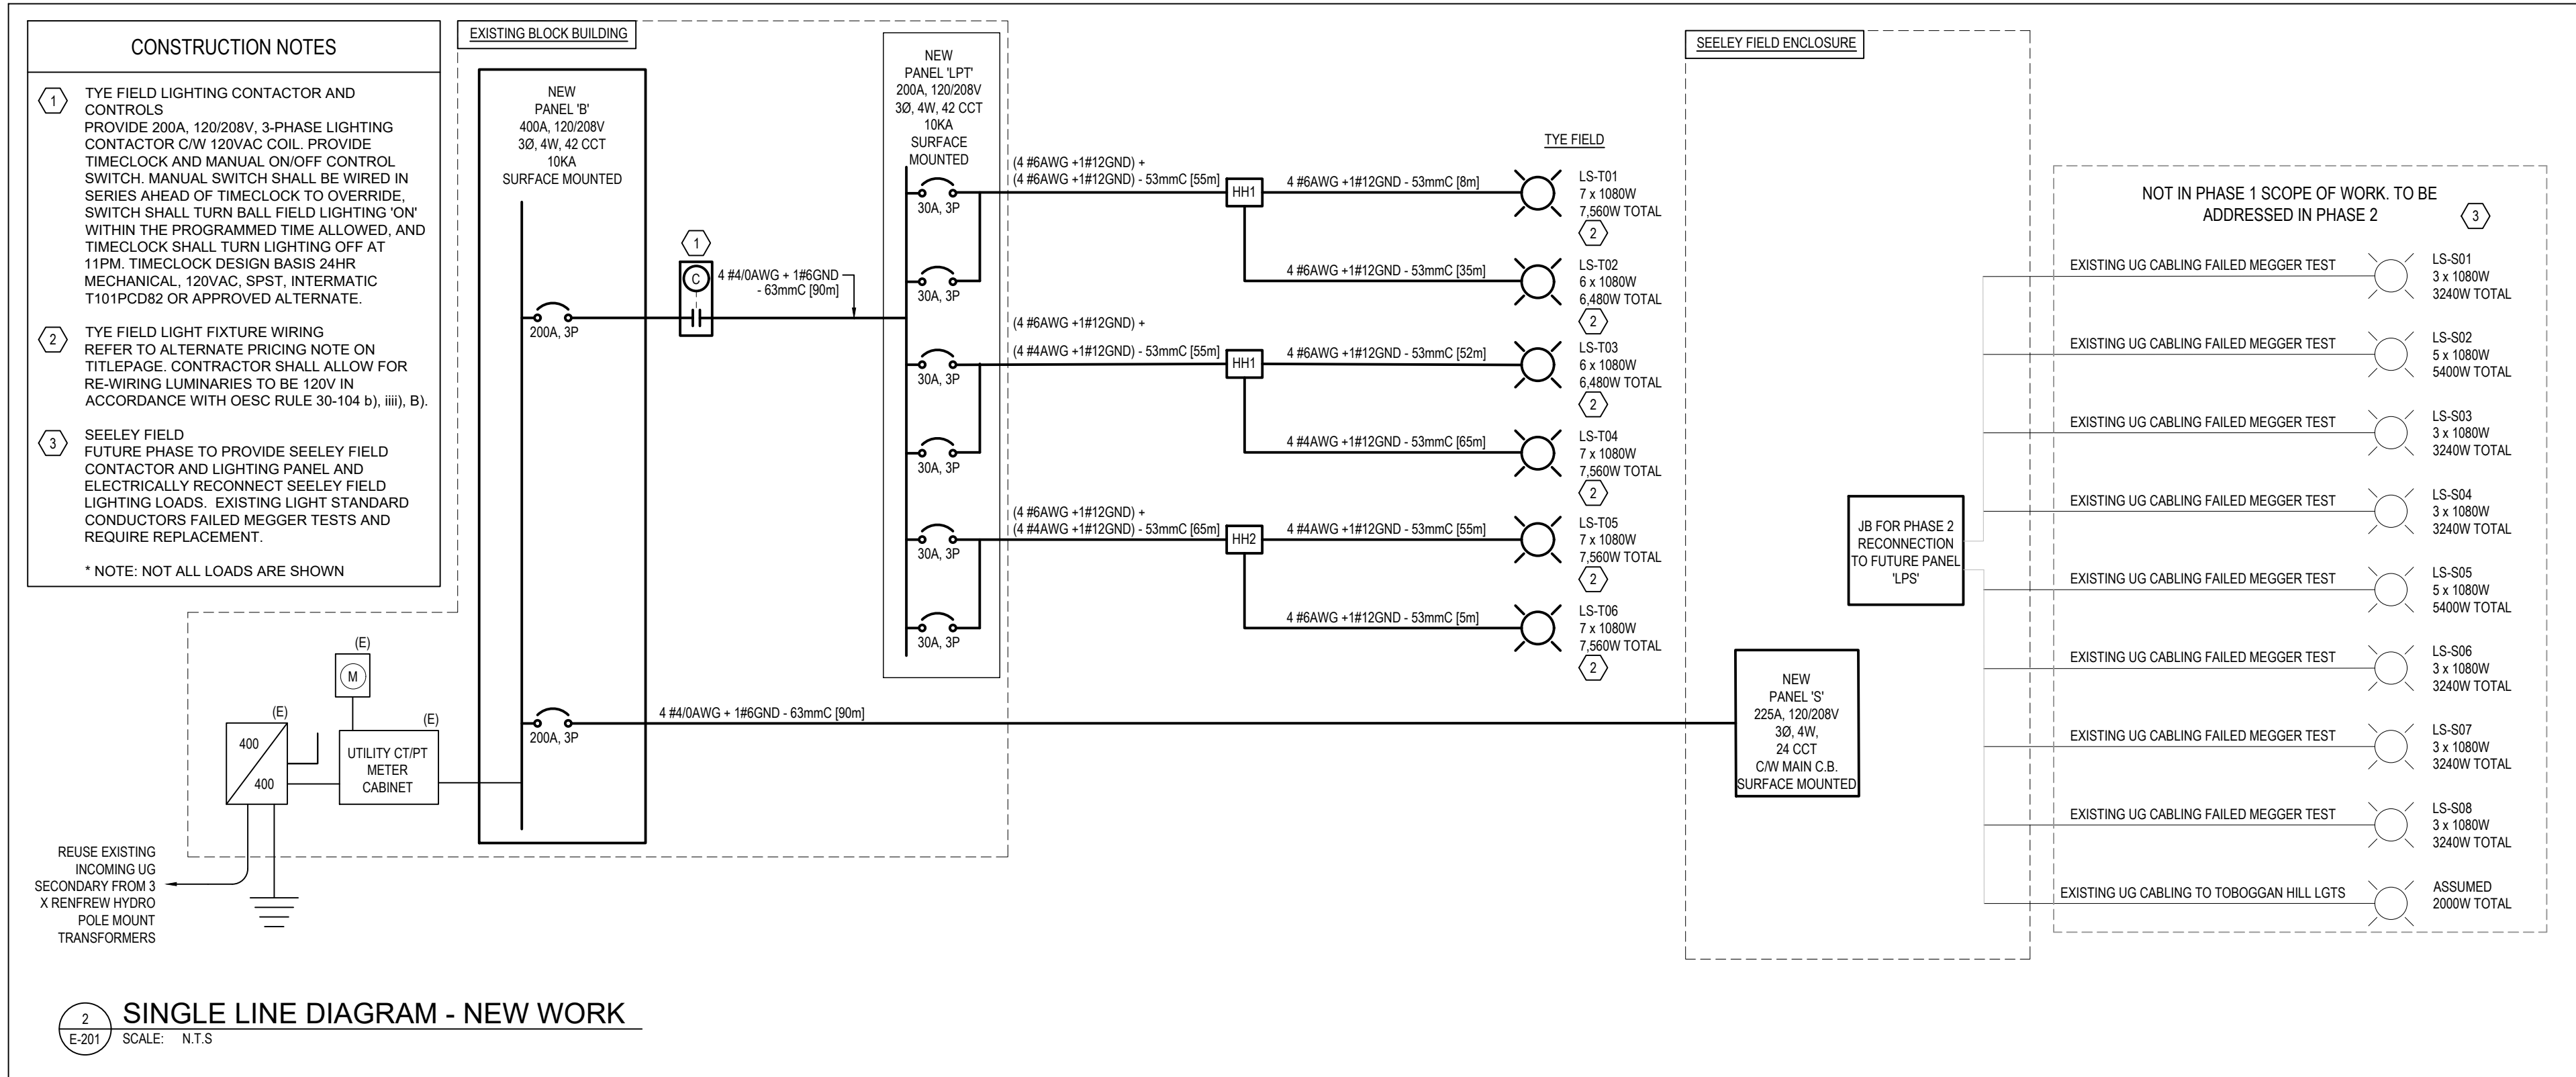 CONSTRUCTION NOTES
1
TYE FIELD LIGHTING CONTACTOR AND
CONTROLS
PROVIDE 200A, 120/208V, 3-PHASE LIGHTING
CONTACTOR C/W 120VAC COIL. PROVIDE
TIMECLOCK AND MANUAL ON/OFF CONTROL
SWITCH. MANUAL SWITCH SHALL BE WIRED IN
SERIES AHEAD OF TIMECLOCK TO OVERRIDE,
SWITCH SHALL TURN BALL FIELD LIGHTING 'ON'
WITHIN THE PROGRAMMED TIME ALLOWED, AND
TIMECLOCK SHALL TURN LIGHTING OFF AT
11PM. TIMECLOCK DESIGN BASIS 24HR
MECHANICAL, 120VAC, SPST, INTERMATIC
T101PCD82 OR APPROVED ALTERNATE.
2
TYE FIELD LIGHT FIXTURE WIRING
REFER TO ALTERNATE PRICING NOTE ON
TITLEPAGE. CONTRACTOR SHALL ALLOW FOR
RE-WIRING LUMINARIES TO BE 120V IN
ACCORDANCE WITH OESC RULE 30-104 b), iiii), B).
3
SEELEY FIELD
FUTURE PHASE TO PROVIDE SEELEY FIELD
CONTACTOR AND LIGHTING PANEL AND
ELECTRICALLY RECONNECT SEELEY FIELD
LIGHTING LOADS. EXISTING LIGHT STANDARD
CONDUCTORS FAILED MEGGER TESTS AND
REQUIRE REPLACEMENT.
* NOTE: NOT ALL LOADS ARE SHOWN
EXISTING BLOCK BUILDING
NEW
PANEL 'B'
400A, 120/208V
3Ø, 4W, 42 CCT
10KA
SURFACE MOUNTED
200A, 3P
200A, 3P
1
C
4 #4/0AWG + 1#6GND
- 63mmC [90m]
NEW
PANEL 'LPT'
200A, 120/208V
3Ø, 4W, 42 CCT
10KA
SURFACE
MOUNTED
30A, 3P
30A, 3P
30A, 3P
30A, 3P
30A, 3P
30A, 3P
(4 #6AWG +1#12GND) +
(4 #6AWG +1#12GND) - 53mmC [55m]
HH1
4 #6AWG +1#12GND - 53mmC [8m]
4 #6AWG +1#12GND - 53mmC [35m]
(4 #6AWG +1#12GND) +
(4 #4AWG +1#12GND) - 53mmC [55m]
HH1
4 #6AWG +1#12GND - 53mmC [52m]
4 #4AWG +1#12GND - 53mmC [65m]
(4 #6AWG +1#12GND) +
(4 #4AWG +1#12GND) - 53mmC [65m]
HH2
4 #4AWG +1#12GND - 53mmC [55m]
4 #6AWG +1#12GND - 53mmC [5m]
4 #4/0AWG + 1#6GND - 63mmC [90m]
TYE FIELD
LS-T01
7 x 1080W
7,560W TOTAL
2
LS-T02
6 x 1080W
6,480W TOTAL
2
LS-T03
6 x 1080W
6,480W TOTAL
2
LS-T04
7 x 1080W
7,560W TOTAL
2
LS-T05
7 x 1080W
7,560W TOTAL
2
LS-T06
7 x 1080W
7,560W TOTAL
2
SEELEY FIELD ENCLOSURE
JB FOR PHASE 2
RECONNECTION
TO FUTURE PANEL
'LPS'
NEW
PANEL 'S'
225A, 120/208V
3Ø, 4W,
24 CCT
C/W MAIN C.B.
SURFACE MOUNTED
NOT IN PHASE 1 SCOPE OF WORK. TO BE
ADDRESSED IN PHASE 2
3
EXISTING UG CABLING FAILED MEGGER TEST
LS-S01
3 x 1080W
3240W TOTAL
EXISTING UG CABLING FAILED MEGGER TEST
LS-S02
5 x 1080W
5400W TOTAL
EXISTING UG CABLING FAILED MEGGER TEST
LS-S03
3 x 1080W
3240W TOTAL
EXISTING UG CABLING FAILED MEGGER TEST
LS-S04
3 x 1080W
3240W TOTAL
EXISTING UG CABLING FAILED MEGGER TEST
LS-S05
5 x 1080W
5400W TOTAL
EXISTING UG CABLING FAILED MEGGER TEST
LS-S06
3 x 1080W
3240W TOTAL
EXISTING UG CABLING FAILED MEGGER TEST
LS-S07
3 x 1080W
3240W TOTAL
EXISTING UG CABLING FAILED MEGGER TEST
LS-S08
3 x 1080W
3240W TOTAL
EXISTING UG CABLING TO TOBOGGAN HILL LGTS
ASSUMED
2000W TOTAL
(E)
M
(E)
400
400
(E)
UTILITY CT/PT
METER
CABINET
REUSE EXISTING
INCOMING UG
SECONDARY FROM 3
X RENFREW HYDRO
POLE MOUNT
TRANSFORMERS
2
E-201
SINGLE LINE DIAGRAM - NEW WORK
SCALE: N.T.S